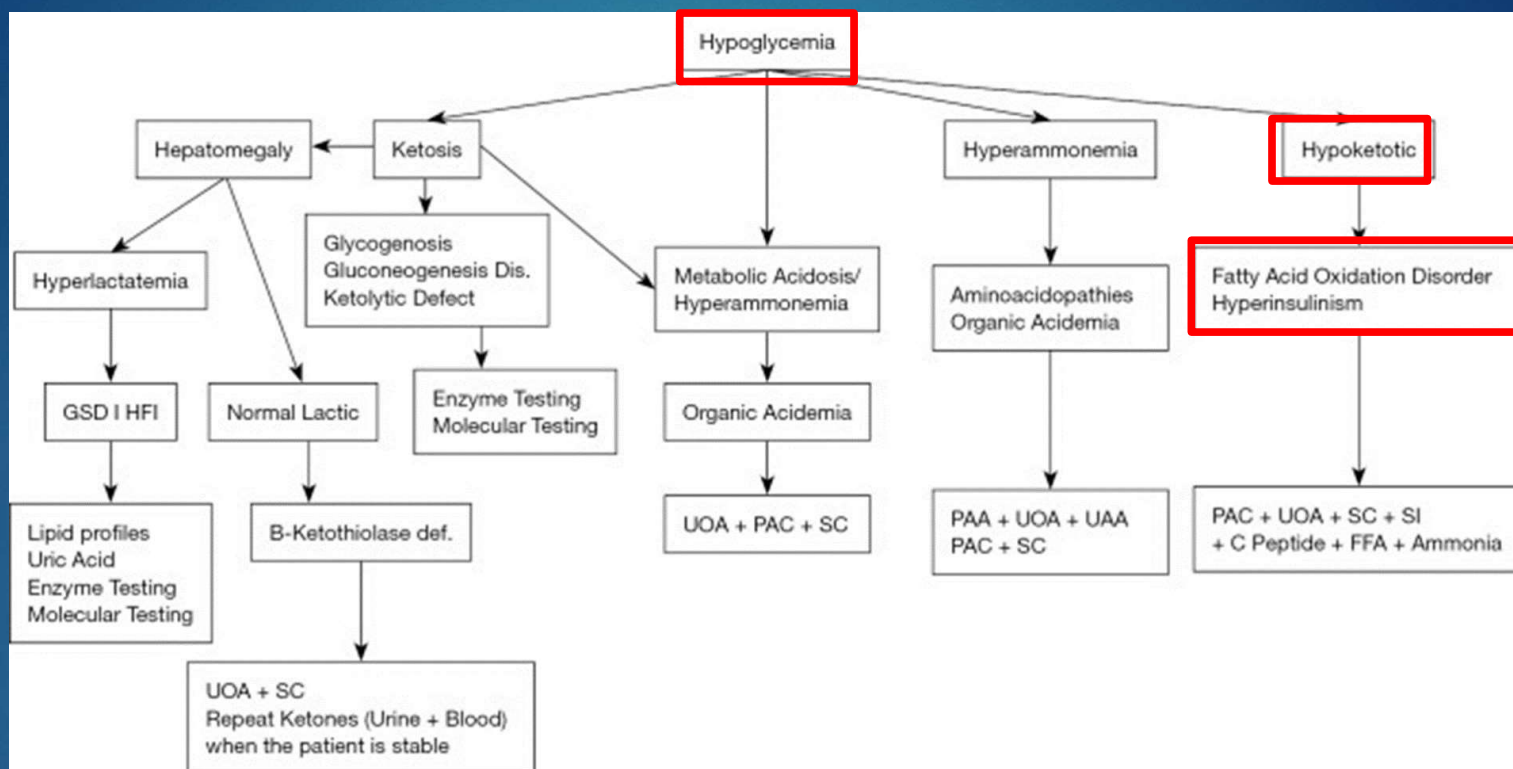 Hypoglycemia
Hepatomegaly
Ketosis
Hyperammonemia
Hypoketotic
Hyperlactatemia
Glycogenosis
Gluconeogenesis Dis.
Ketolytic Defect
Metabolic Acidosis/
Hyperammonemia
Aminoacidopathies
Organic Acidemia
Fatty Acid Oxidation Disorder
Hyperinsulinism
GSD I HFI
Normal Lactic
Enzyme Testing
Molecular Testing
Organic Acidemia
Lipid profiles
Uric Acid
Enzyme Testing
Molecular Testing
B-Ketothiolase def.
UOA + PAC + SC
PAA + UOA + UAA
PAC + SC
PAC + UOA + SC + SI
+ C Peptide + FFA + Ammonia
UOA + SC
Repeat Ketones (Urine + Blood)
when the patient is stable